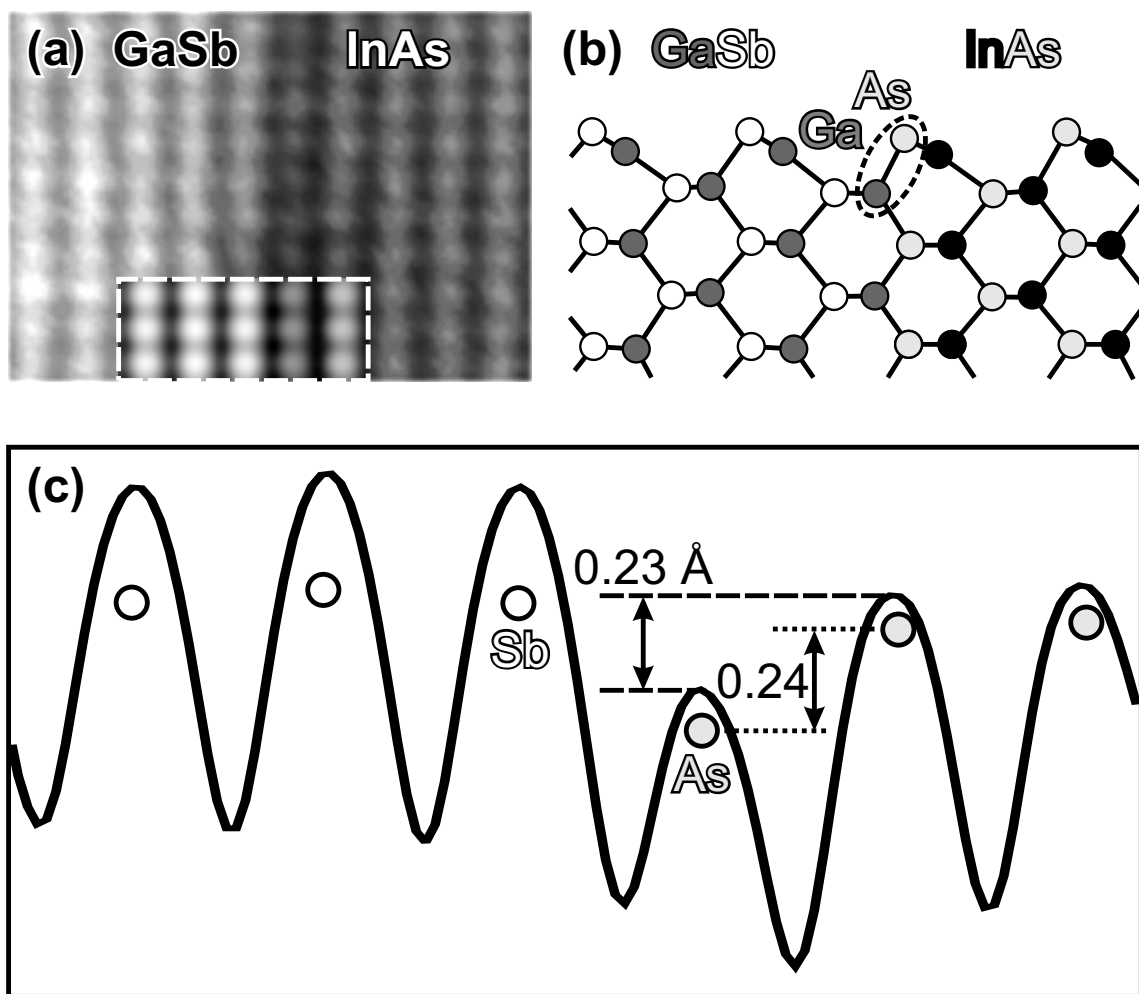 (a) GaSb InAs
(b) GaSb InAs
As
Ga
(c)
0.23 Å
0.24
Sb
As